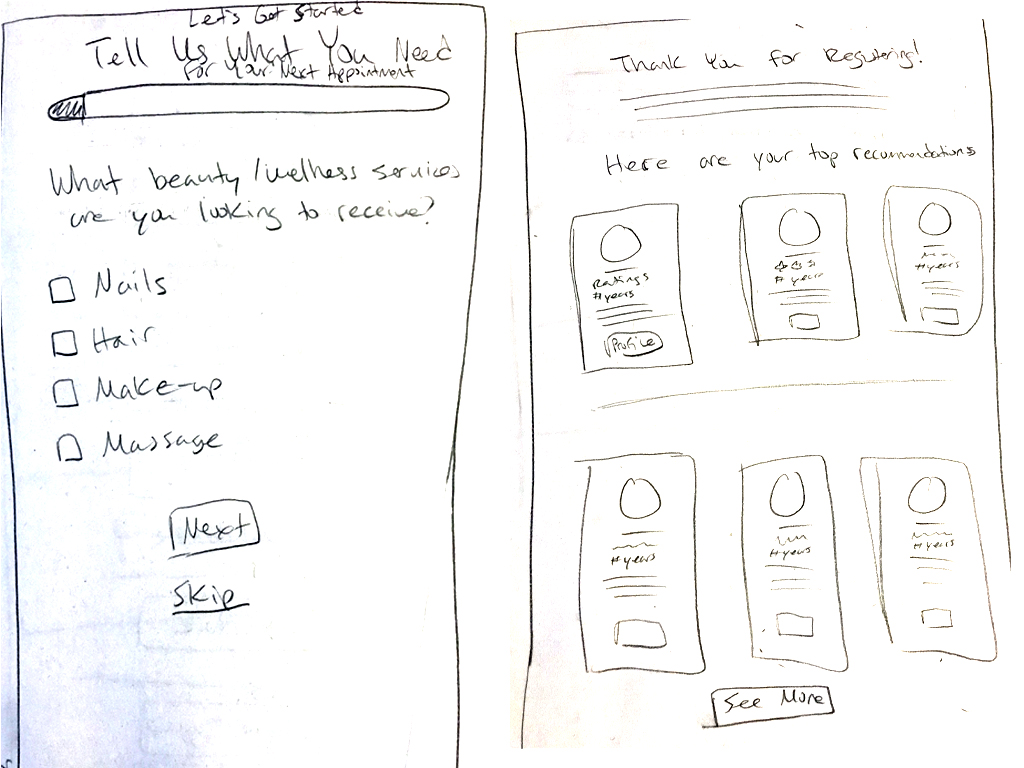 Let's Get Started
Tell Us What You Need
For Your Next Appointment
What beauty/wellness services
are you looking to receive?
Nails
Hair
Make-up
Massage
Next
Skip
Thank You for Registering!
Here are your top recommendations
Ratings
# years
Profile
# years
# years
# years
# years
# years
See More